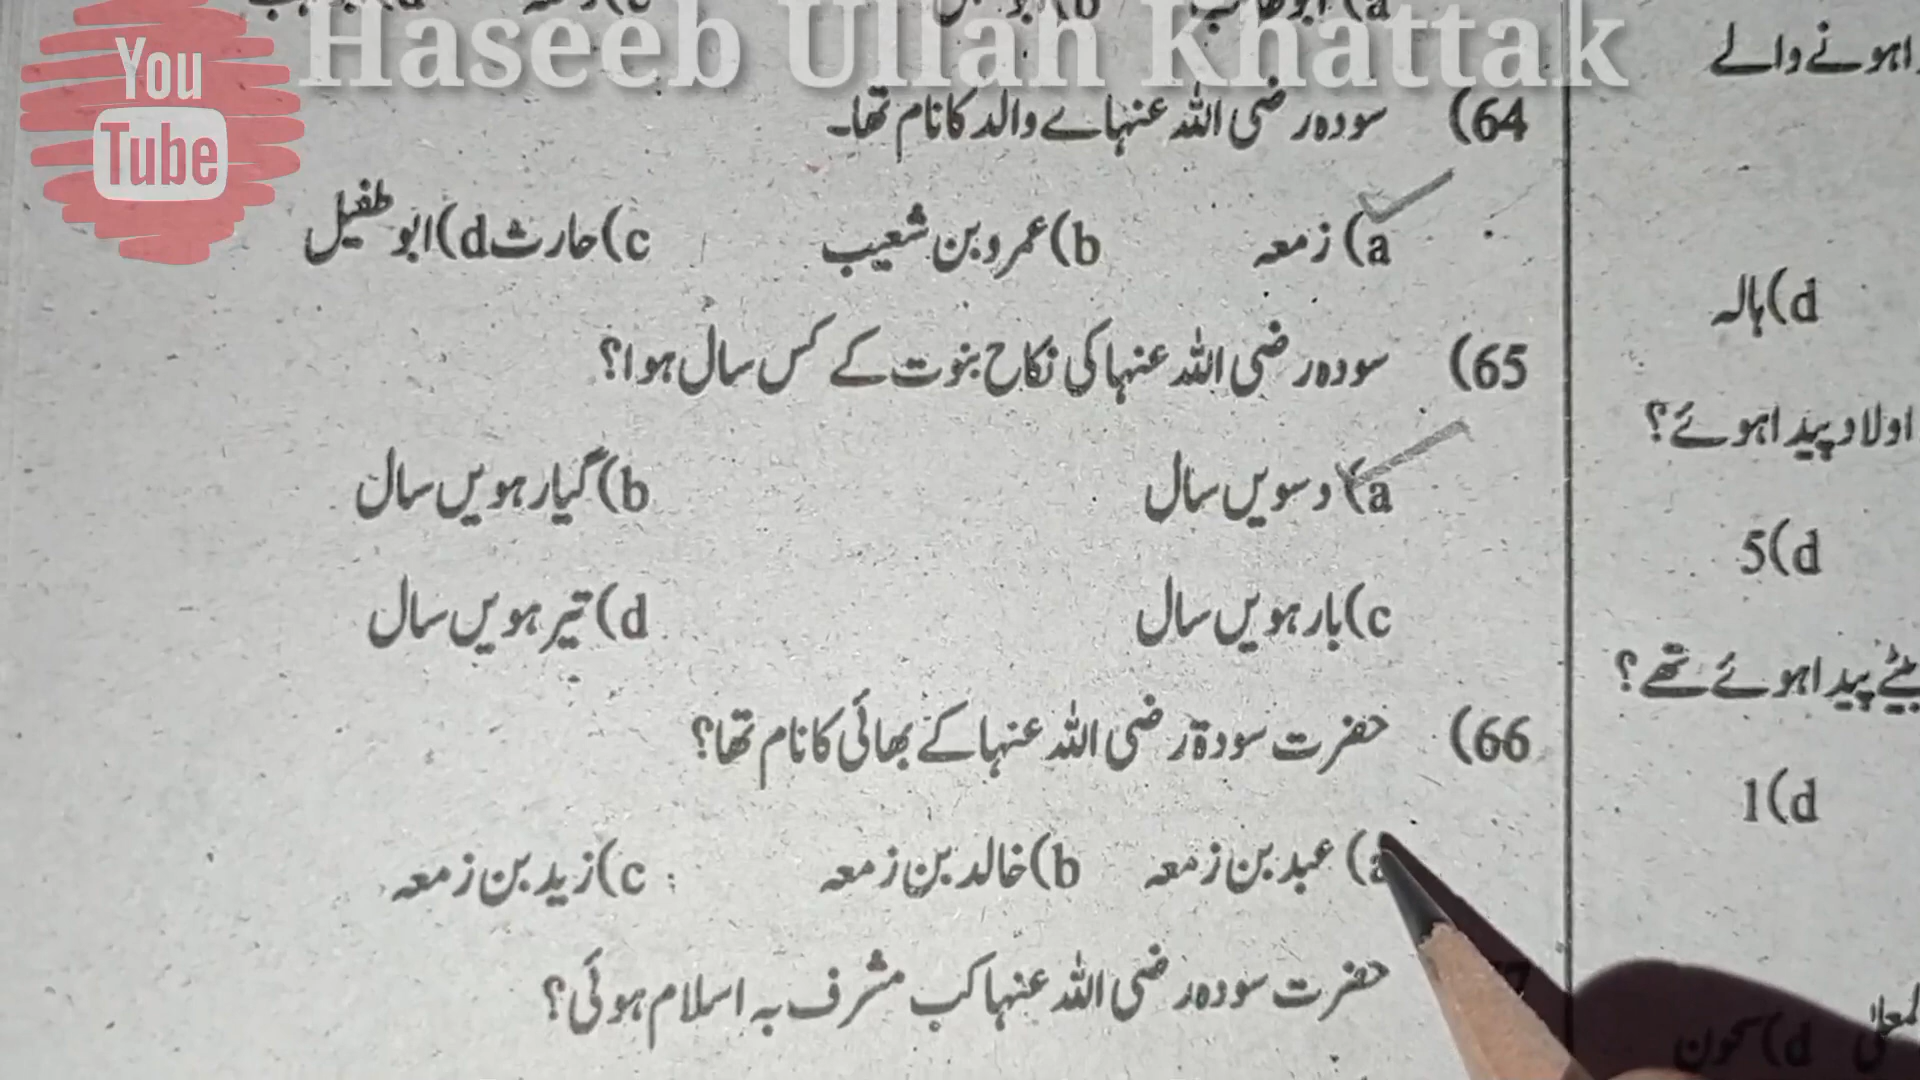 Haseeb Ullah Khattak
You
Tube
64) سودہ رضی اللہ عنہا ے والد کا نام تھا۔
a) زمعہ b) عمرو بن شعیب c) حارث d) ابو طفیل
65) سودہ رضی اللہ عنہا کی نکاح بنوت کے کس سال ہوا؟
a) دسویں سال b) گیارہویں سال
c) بارہویں سال d) تیرہویں سال
66) حضرت سودۃ رضی اللہ عنہا کے بھائی کا نام تھا؟
a) عبد بن زمعہ b) خالد بن زمعہ c) زید بن زمعہ
حضرت سودہ رضی اللہ عنہا کب مشرف بہ اسلام ہوئی؟
ہونے والے
d) ہالہ
اولاد پیدا ہوئے؟
d) 5
بیٹے پیدا ہوئے تھے؟
d) 1